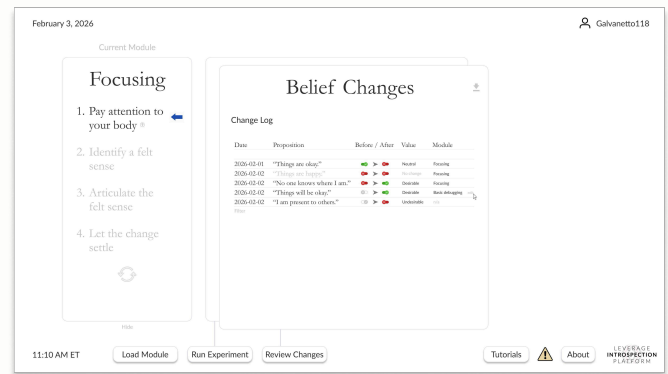 February 3, 2026
Galvanetto118
Current Module
Focusing
1. Pay attention to
your body
2. Identify a felt
sense
3. Articulate the
felt sense
4. Let the change
settle
Hide
Belief Changes
Change Log
Date Proposition Before / After Value Module
2026-02-01 "Things are okay." Neutral Focusing
2026-02-02 "Things are happy." No change Focusing
2026-02-02 "No one knows where I am." Desirable Focusing
2026-02-02 "Things will be okay." Desirable Basic debugging
2026-02-02 "I am present to others." Undesirable
11:10 AM ET
Load Module
Run Experiment
Review Changes
Tutorials
About
LEVERAGE
INTROSPECTION
PLATFORM